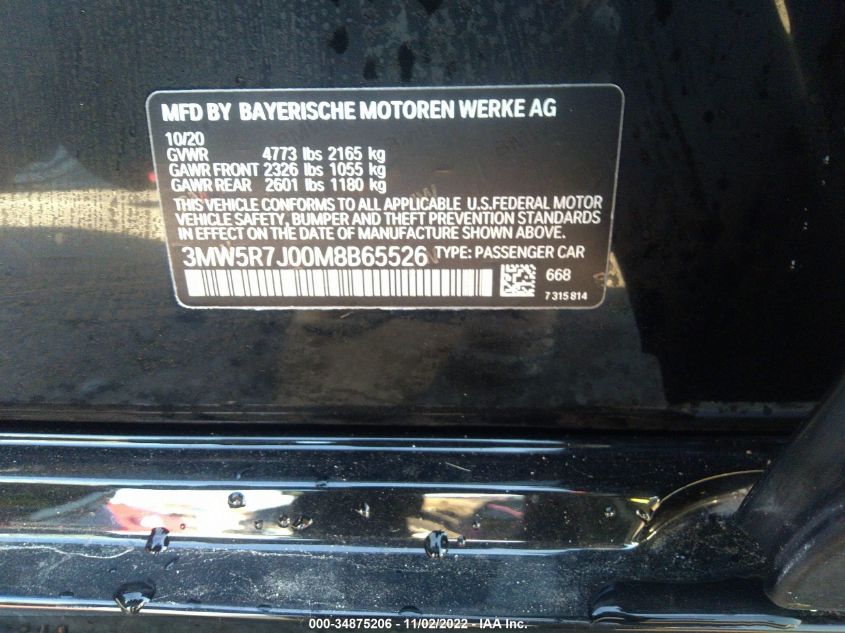 MFD BY BAYERISCHE MOTOREN WERKE AG
10/20
GVWR 4773 lbs 2165 kg
GAWR FRONT 2326 lbs 1055 kg
GAWR REAR 2601 lbs 1180 kg
THIS VEHICLE CONFORMS TO ALL APPLICABLE U.S.FEDERAL MOTOR
VEHICLE SAFETY, BUMPER AND THEFT PREVENTION STANDARDS
IN EFFECT ON THE DATE OF MANUFACTURE SHOWN ABOVE.
3MW5R7J00M8B65526 TYPE: PASSENGER CAR
668
7 315 814
000-34875206 - 11/02/2022 - IAA Inc.